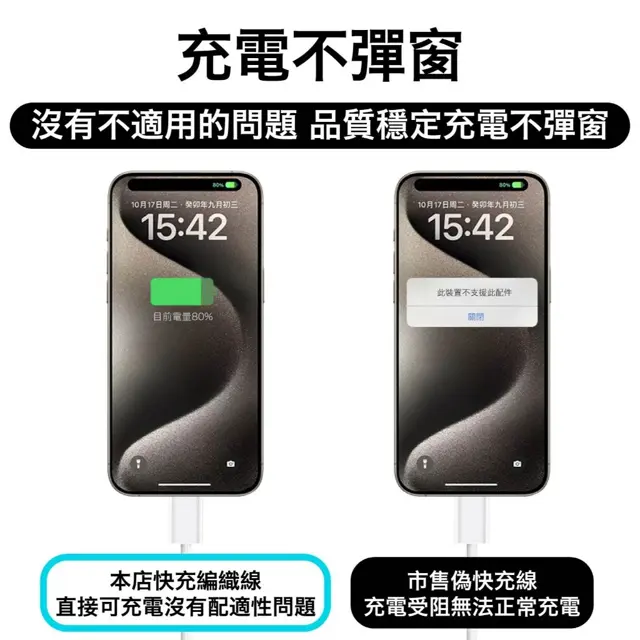 充電不彈窗
沒有不適用的問題 品質穩定充電不彈窗
80%
10月17日周二·癸卯年九月初三
15:42
目前電量80%
80%
10月17日周二·癸卯年九月初三
15:42
此裝置不支援此配件
關閉
本店快充編織線
直接可充電沒有配適性問題
市售偽快充線
充電受阻無法正常充電